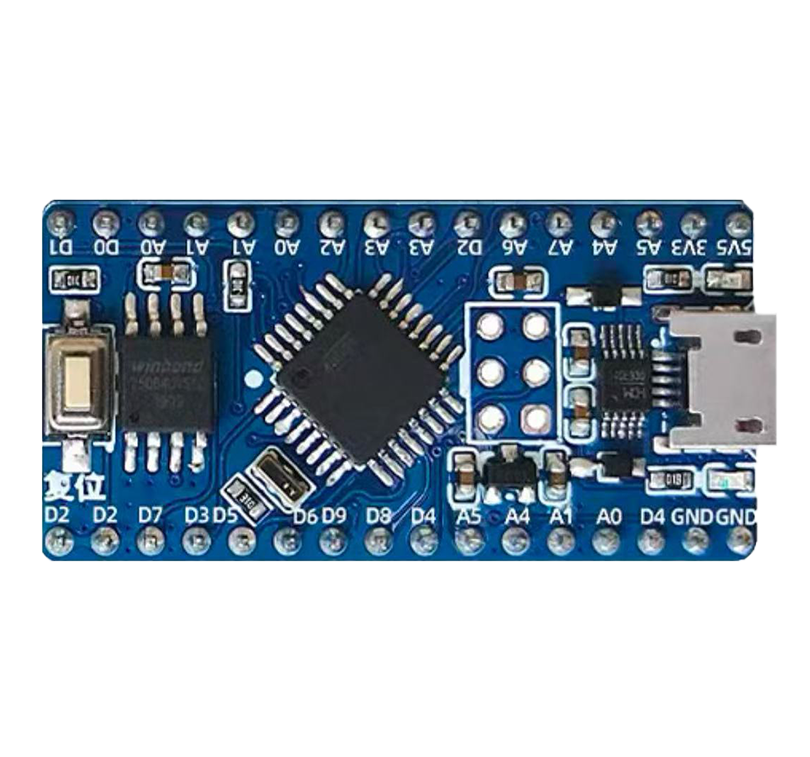 D1 D0 A0 A1 A1 A0 A2 A3 A3 D2 A6 A7 A4 A5 3V3 5V5
winbond
复位
D2 D2 D7 D3 D5 D6 D9 D8 D4 A5 A4 A1 A0 D4 GND GND